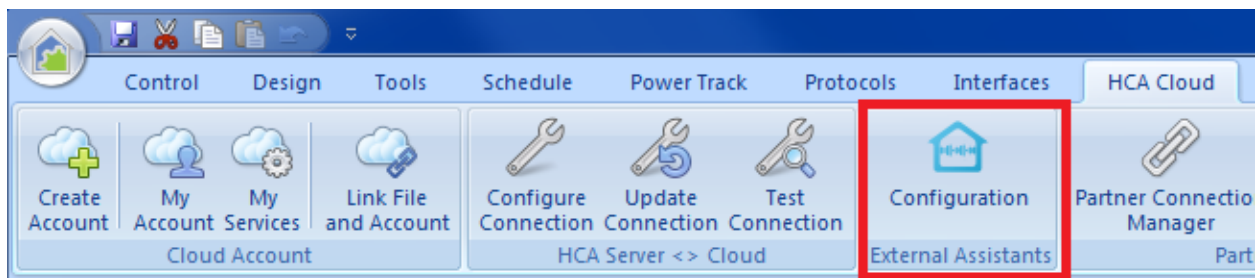 Control Design Tools Schedule Power Track Protocols Interfaces HCA Cloud
Create My My Link File Configure Update Test Configuration Partner Connectio
Account Account Services and Account Connection Connection Connection Manager
Cloud Account HCA Server <> Cloud External Assistants Part